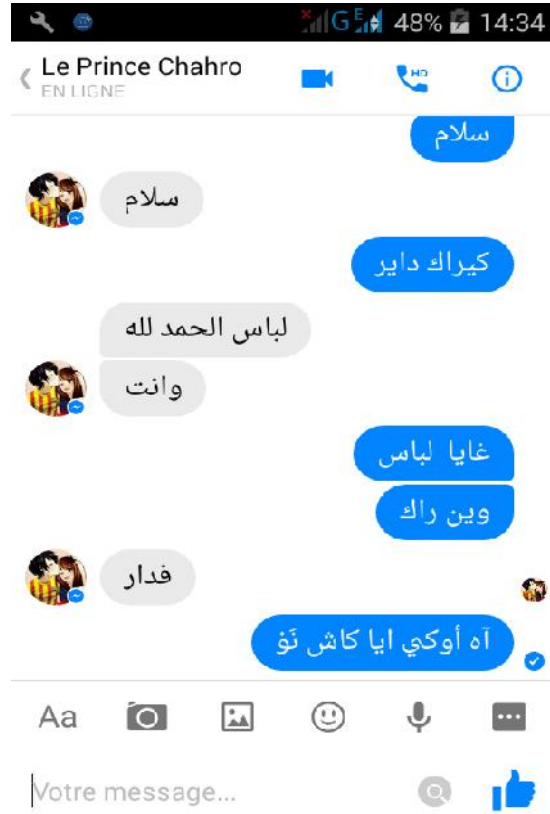 G E 48% 14:34
Le Prince Chahro
EN LIGNE
HD
سلام
سلام
كيراك داير
لباس الحمد لله
وانت
غايا لباس
وين راك
فدار
آه أوكي ايا كاش نَوْ
Aa
Votre message...